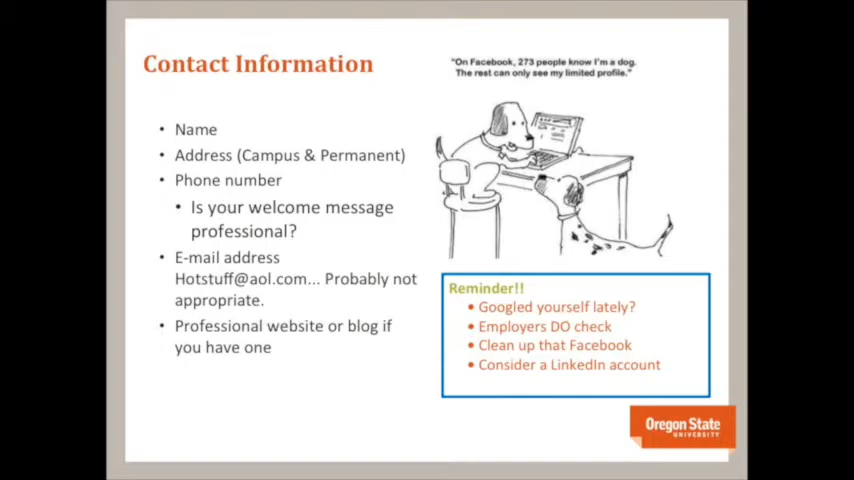 Contact Information
• Name
• Address (Campus & Permanent)
• Phone number
• Is your welcome message
professional?
• E-mail address
Hotstuff@aol.com... Probably not
appropriate.
• Professional website or blog if
you have one
"On Facebook, 273 people know I'm a dog.
The rest can only see my limited profile."
Reminder!!
• Googled yourself lately?
• Employers DO check
• Clean up that Facebook
• Consider a LinkedIn account
Oregon State
UNIVERSITY